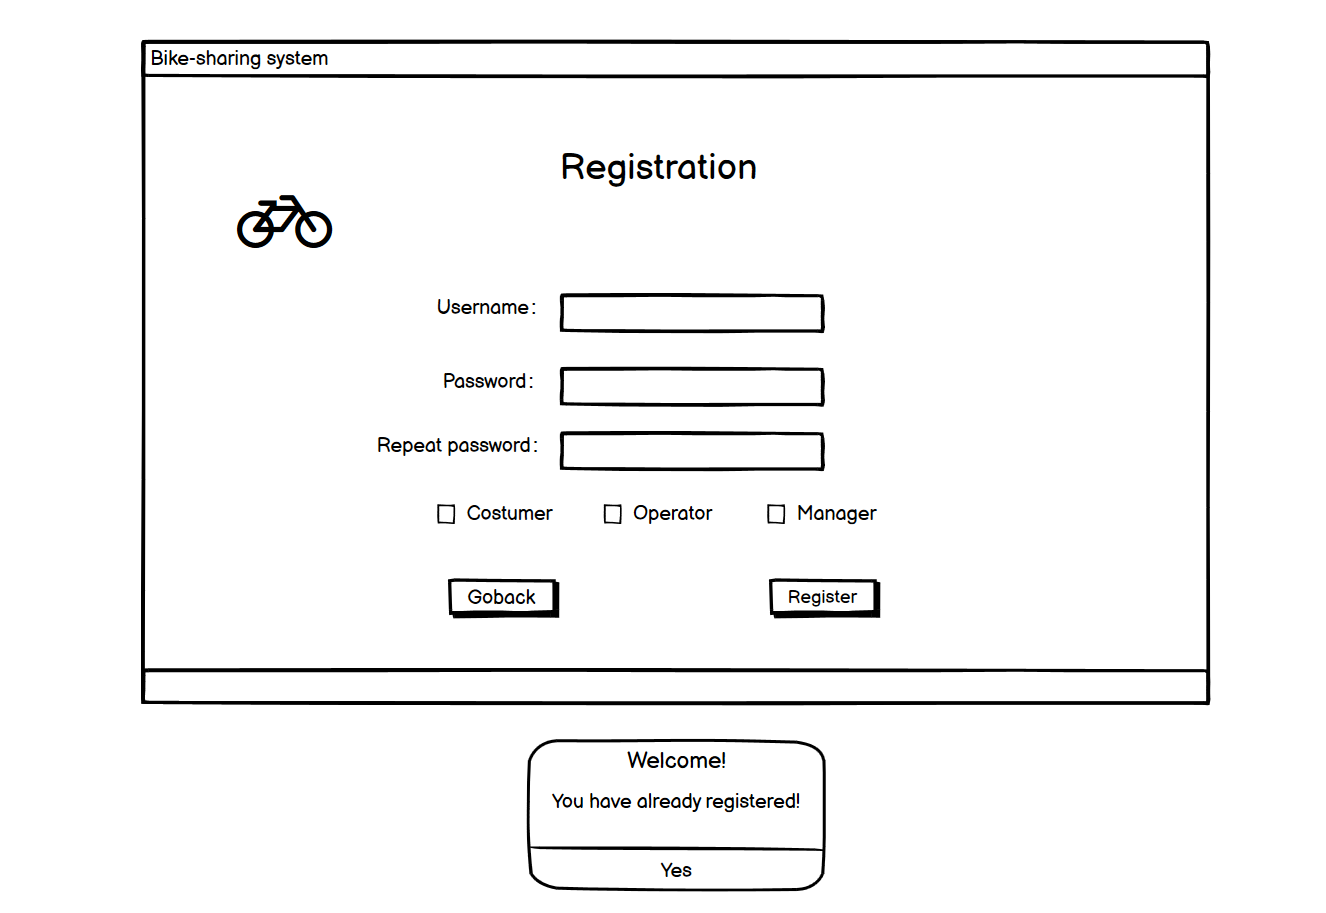 Bike-sharing system
Registration
Username:
Password:
Repeat password:
Costumer Operator Manager
Goback Register
Welcome!
You have already registered!
Yes